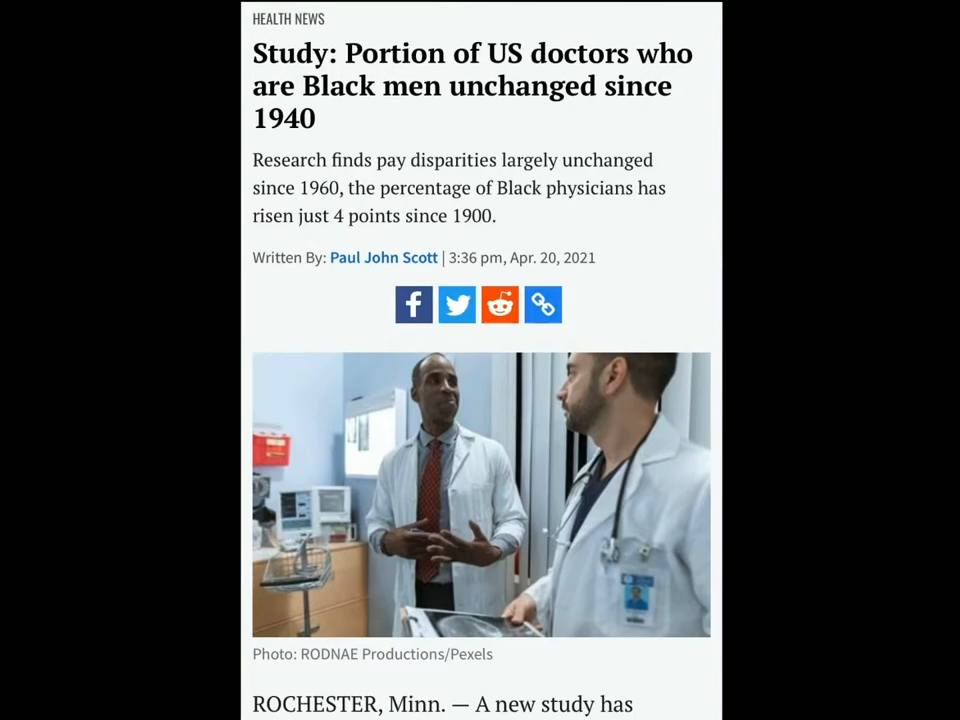 HEALTH NEWS
Study: Portion of US doctors who
are Black men unchanged since
1940
Research finds pay disparities largely unchanged
since 1960, the percentage of Black physicians has
risen just 4 points since 1900.
Written By: Paul John Scott | 3:36 pm, Apr. 20, 2021
Photo: RODNAE Productions/Pexels
ROCHESTER, Minn. — A new study has